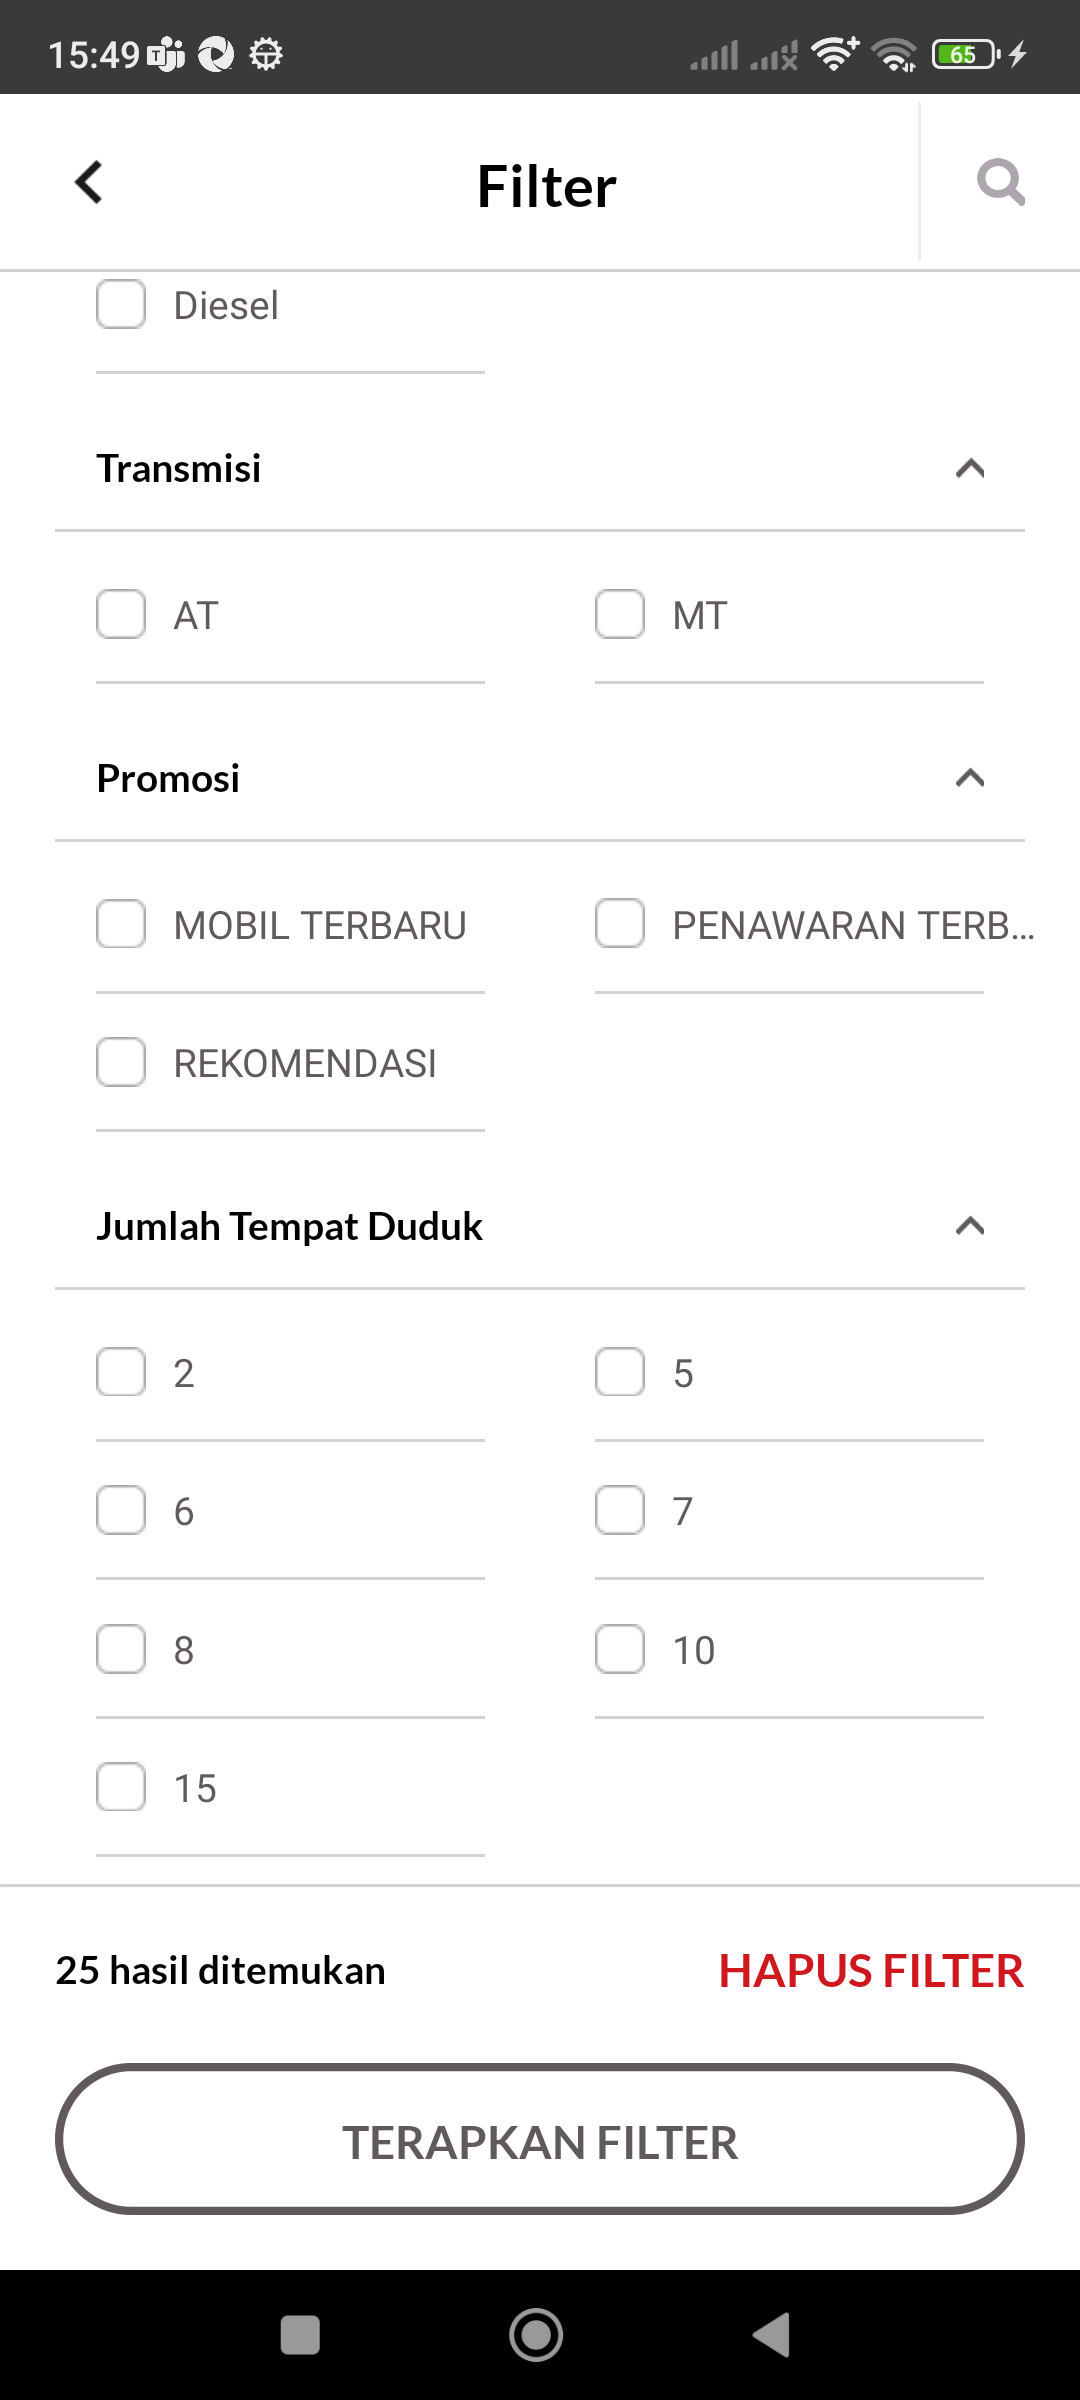 15:49
65
Filter
Diesel
Transmisi
AT
MT
Promosi
MOBIL TERBARU
PENAWARAN TERB...
REKOMENDASI
Jumlah Tempat Duduk
2
5
6
7
8
10
15
25 hasil ditemukan
HAPUS FILTER
TERAPKAN FILTER